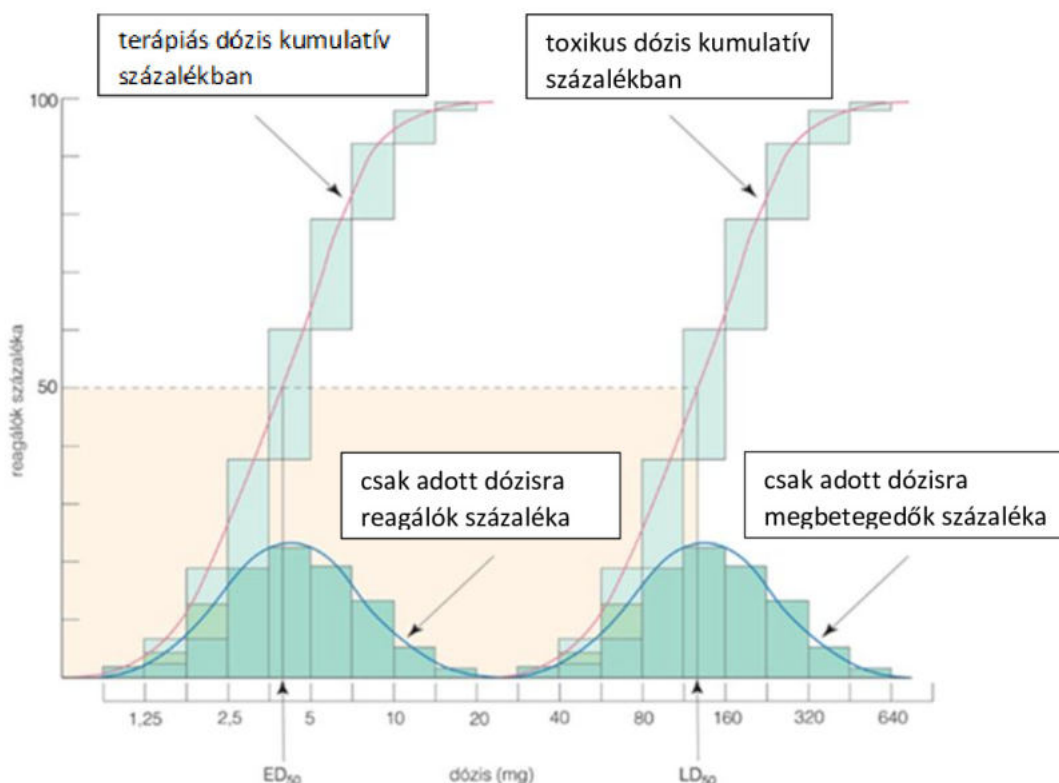 terápiás dózis kumulatív
százalékban
toxikus dózis kumulatív
százalékban
100
50
reagálók százaléka
csak adott dózisra
reagálók százaléka
csak adott dózisra
megbetegedők százaléka
1,25 2,5 5 10 20 40 80 160 320 640
ED50 dózis (mg) LD50